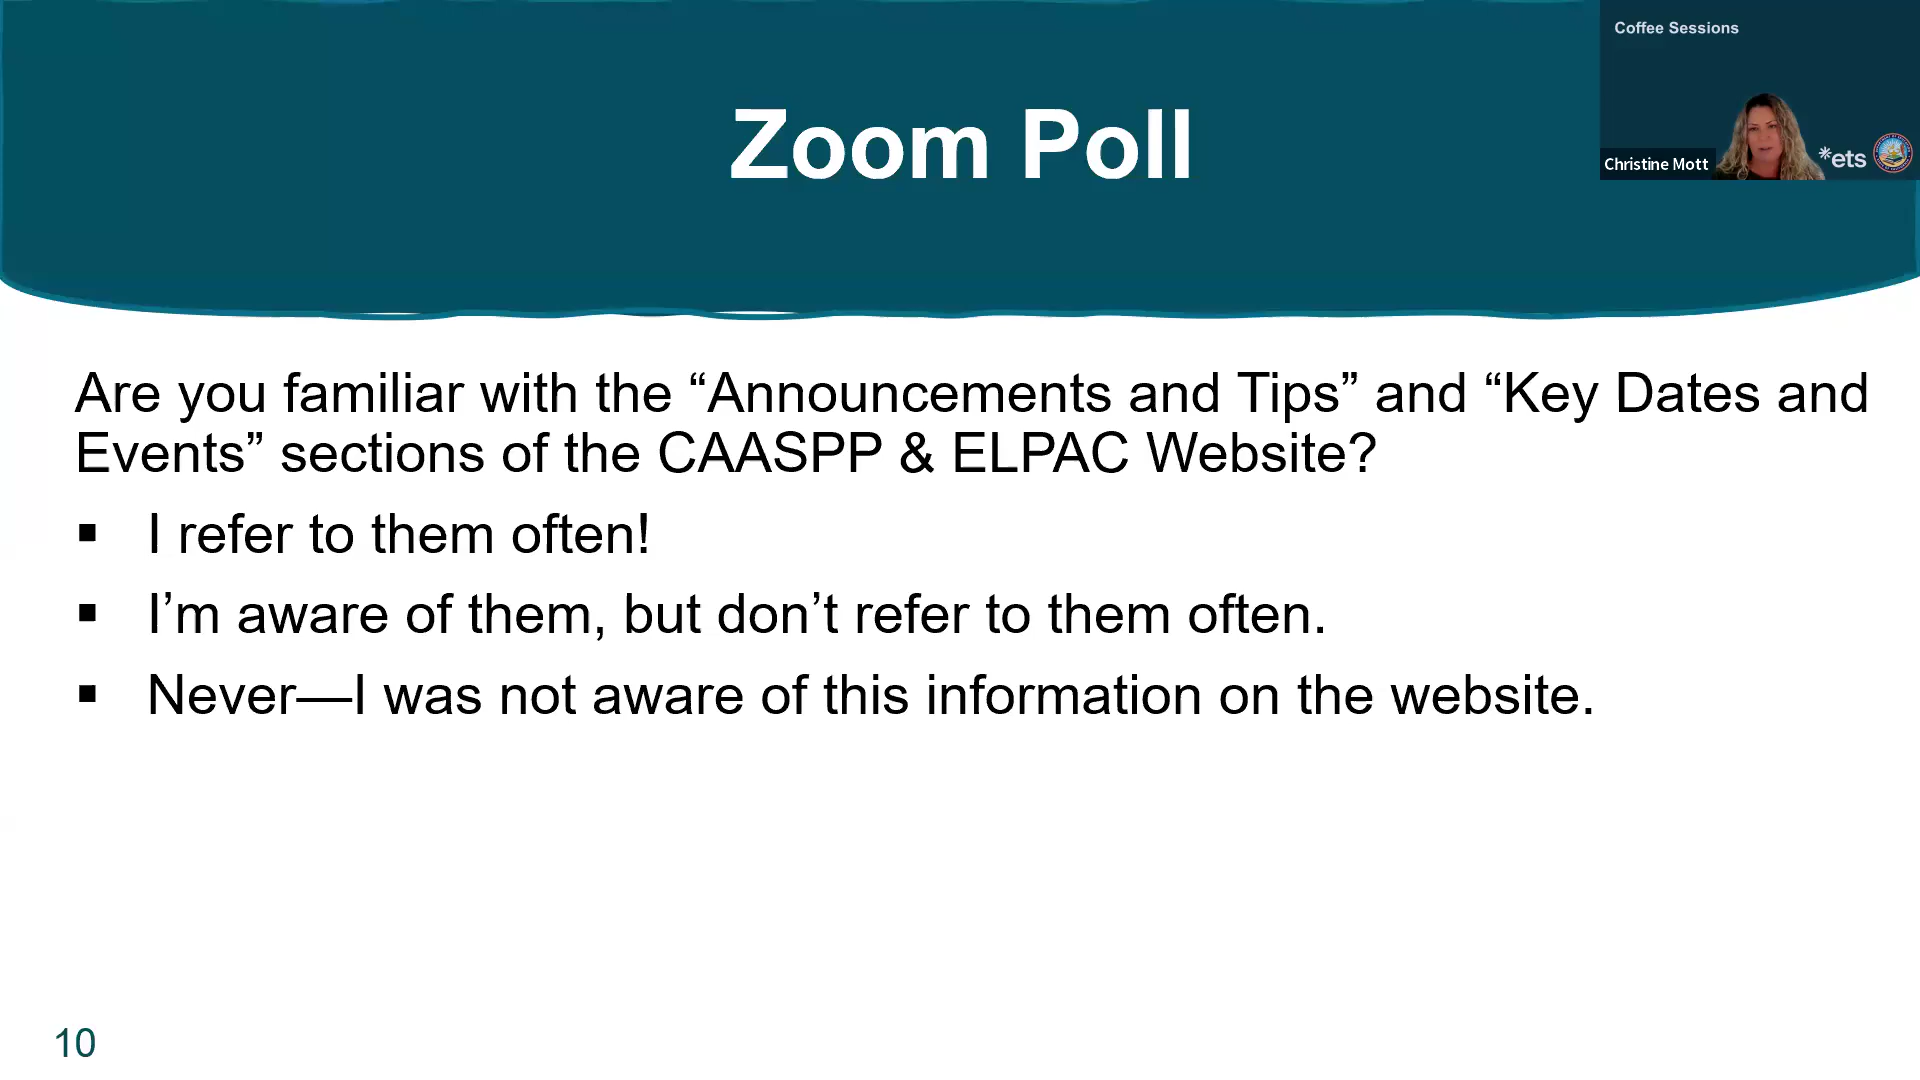 Coffee Sessions
Zoom Poll
Christine Mott
*ets
Are you familiar with the “Announcements and Tips” and “Key Dates and
Events” sections of the CAASPP & ELPAC Website?
▪ I refer to them often!
▪ I’m aware of them, but don’t refer to them often.
▪ Never—I was not aware of this information on the website.
10